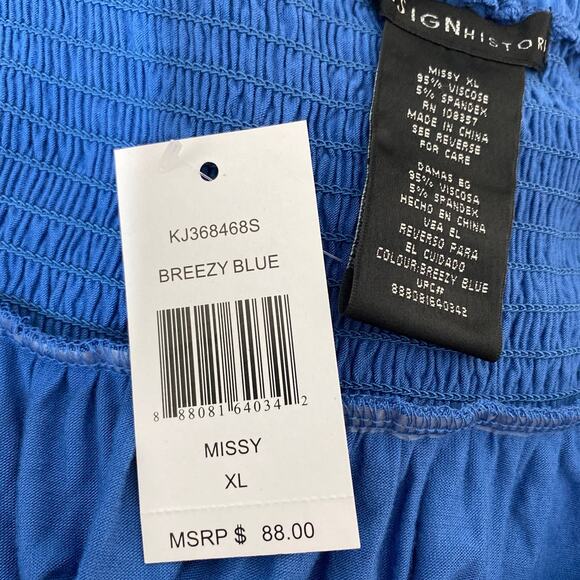 SIGNHISTOR
MISSY XL
95% VISCOSE
5% SPANDEX
RN 108357
MADE IN CHINA
SEE REVERSE
FOR CARE
DAMAS EG
95% VISCOSA
5% SPANDEX
HECHO EN CHINA
VEA EL
REVERSO PARA
EL CUIDADO
COLOUR:BREEZY BLUE
UPC#
888081640342
KJ368468S
BREEZY BLUE
8 88081 64034 2
MISSY
XL
MSRP $ 88.00